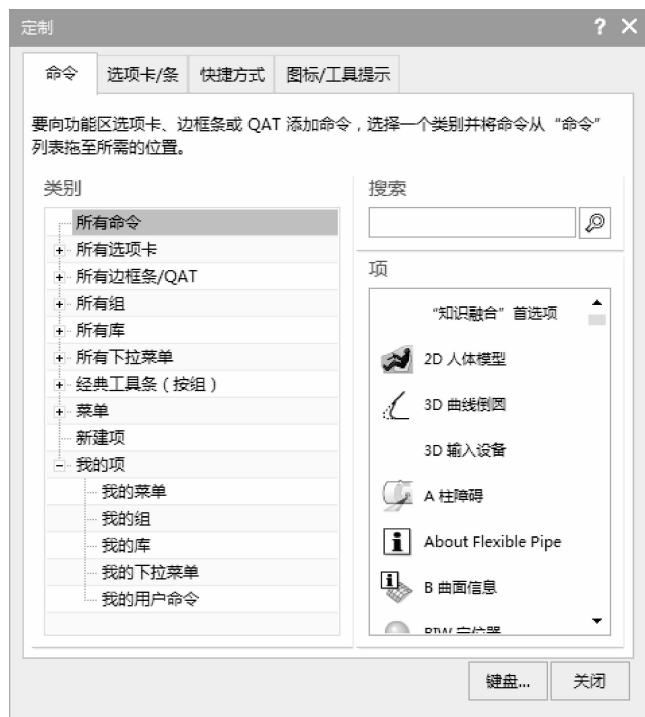 定制
命令 选项卡/条 快捷方式 图标/工具提示
要向功能区选项卡、边框条或 QAT 添加命令，选择一个类别并将命令从“命令”
列表拖至所需的位置。
类别
所有命令
所有选项卡
所有边框条/QAT
所有组
所有库
所有下拉菜单
经典工具条（按组）
菜单
新建项
我的项
我的菜单
我的组
我的库
我的下拉菜单
我的用户命令
搜索
项
“知识融合”首选项
2D 人体模型
3D 曲线倒圆
3D 输入设备
A 柱障碍
About Flexible Pipe
B 曲面信息
BIW 定位器
键盘...
关闭